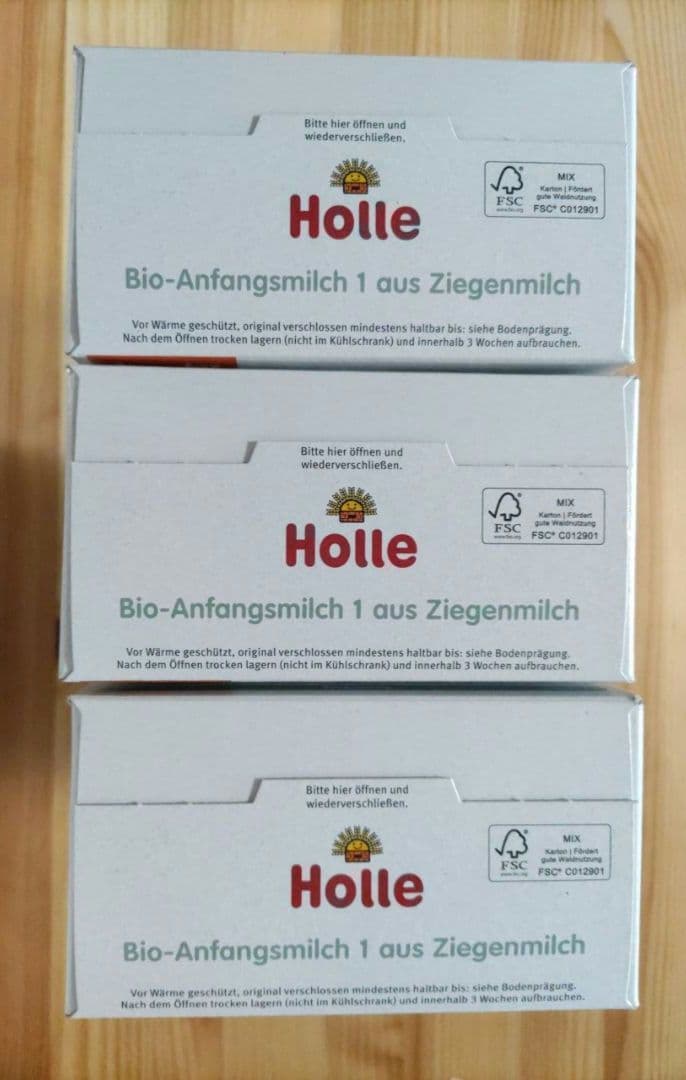 Bitte hier öffnen und
wiederverschließen.
Holle
MIX
Karton | Fördert
gute Waldnutzung
FSC
www.fsc.org
FSC® C012901
Bio-Anfangsmilch 1 aus Ziegenmilch
Vor Wärme geschützt, original verschlossen mindestens haltbar bis: siehe Bodenprägung.
Nach dem Öffnen trocken lagern (nicht im Kühlschrank) und innerhalb 3 Wochen aufbrauchen.
Bitte hier öffnen und
wiederverschließen.
Holle
MIX
Karton | Fördert
gute Waldnutzung
FSC
FSC® C012901
Bio-Anfangsmilch 1 aus Ziegenmilch
Vor Wärme geschützt, original verschlossen mindestens haltbar bis: siehe Bodenprägung.
Nach dem Öffnen trocken lagern (nicht im Kühlschrank) und innerhalb 3 Wochen aufbrauchen.
Bitte hier öffnen und
wiederverschließen.
Holle
MIX
Karton | Fördert
gute Waldnutzung
FSC
FSC® C012901
Bio-Anfangsmilch 1 aus Ziegenmilch
Vor Wärme geschützt, original verschlossen mindestens haltbar bis: siehe Bodenprägung.
Nach dem Öffnen trocken lagern (nicht im Kühlschrank) und innerhalb 3 Wochen aufbrauchen.